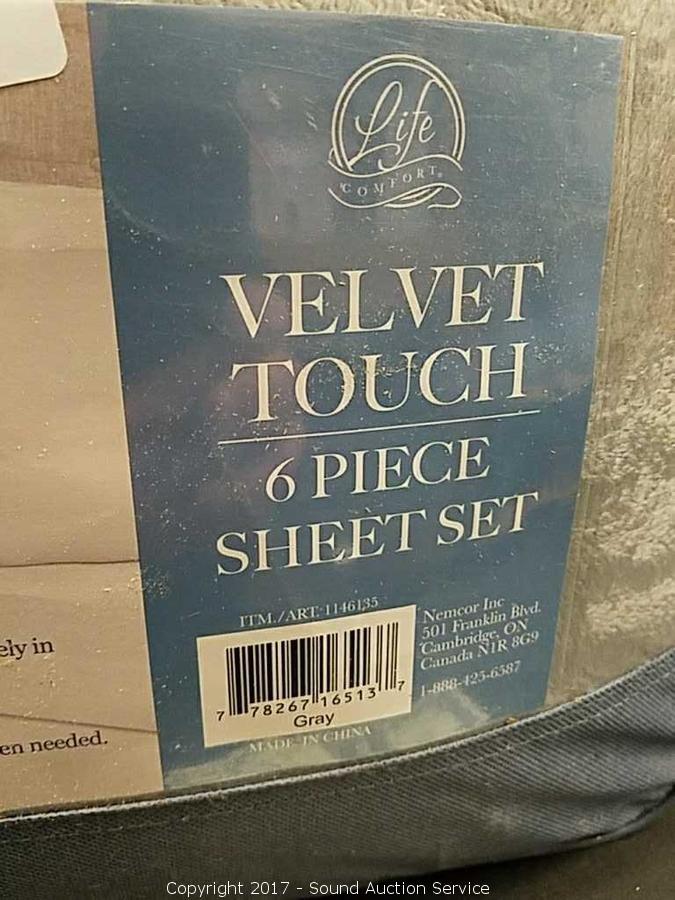 Life
COMFORT®
VELVET
TOUCH
6 PIECE
SHEET SET
ITM./ART. 1146135
Nemcor Inc
501 Franklin Blvd.
Cambridge, ON
Canada N1R 8G9
1-888-425-6587
7 78267 16513 7
Gray
MADE IN CHINA
ely in
en needed.
Copyright 2017 - Sound Auction Service